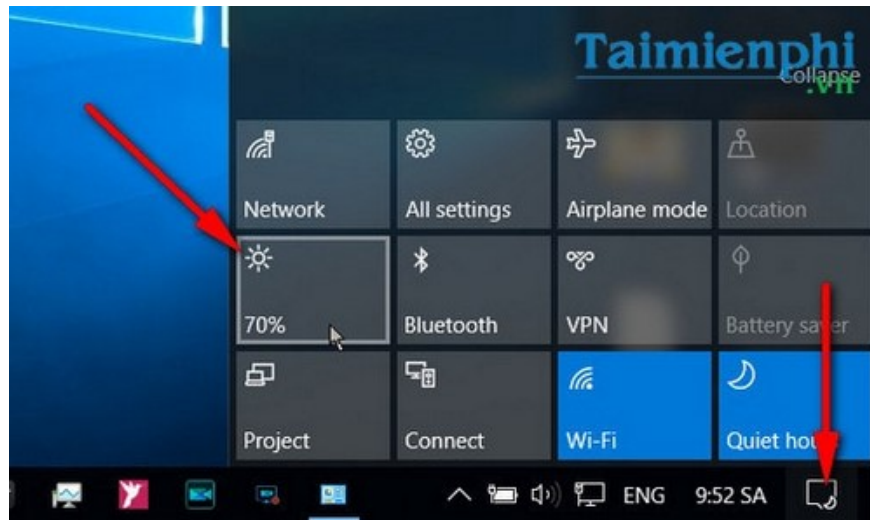 Taimienphi
.vn
Collapse
Network
All settings
Airplane mode
Location
70%
Bluetooth
VPN
Battery saver
Project
Connect
Wi-Fi
Quiet hou
ENG
9:52 SA